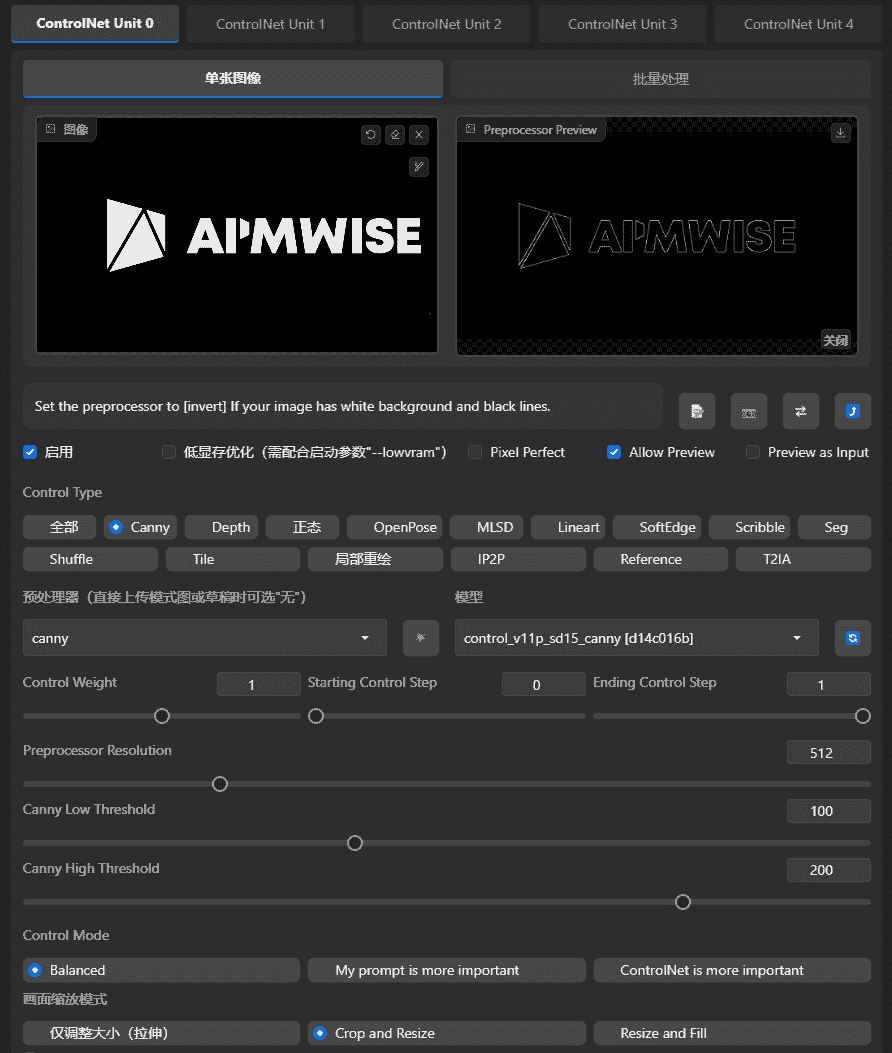 ControlNet Unit 0 ControlNet Unit 1 ControlNet Unit 2 ControlNet Unit 3 ControlNet Unit 4
单张图像 批量处理
图像 Preprocessor Preview
AIMWISE AIMWISE
关闭
Set the preprocessor to [invert] If your image has white background and black lines.
启用 低显存优化（需配合启动参数"--lowvram"） Pixel Perfect Allow Preview Preview as Input
Control Type
全部 Canny Depth 正态 OpenPose MLSD Lineart SoftEdge Scribble Seg
Shuffle Tile 局部重绘 IP2P Reference T2IA
预处理器（直接上传模式图或草稿时可选"无"） 模型
canny control_v11p_sd15_canny [d14c016b]
Control Weight 1 Starting Control Step 0 Ending Control Step 1
Preprocessor Resolution 512
Canny Low Threshold 100
Canny High Threshold 200
Control Mode
Balanced My prompt is more important ControlNet is more important
画面缩放模式
仅调整大小（拉伸） Crop and Resize Resize and Fill